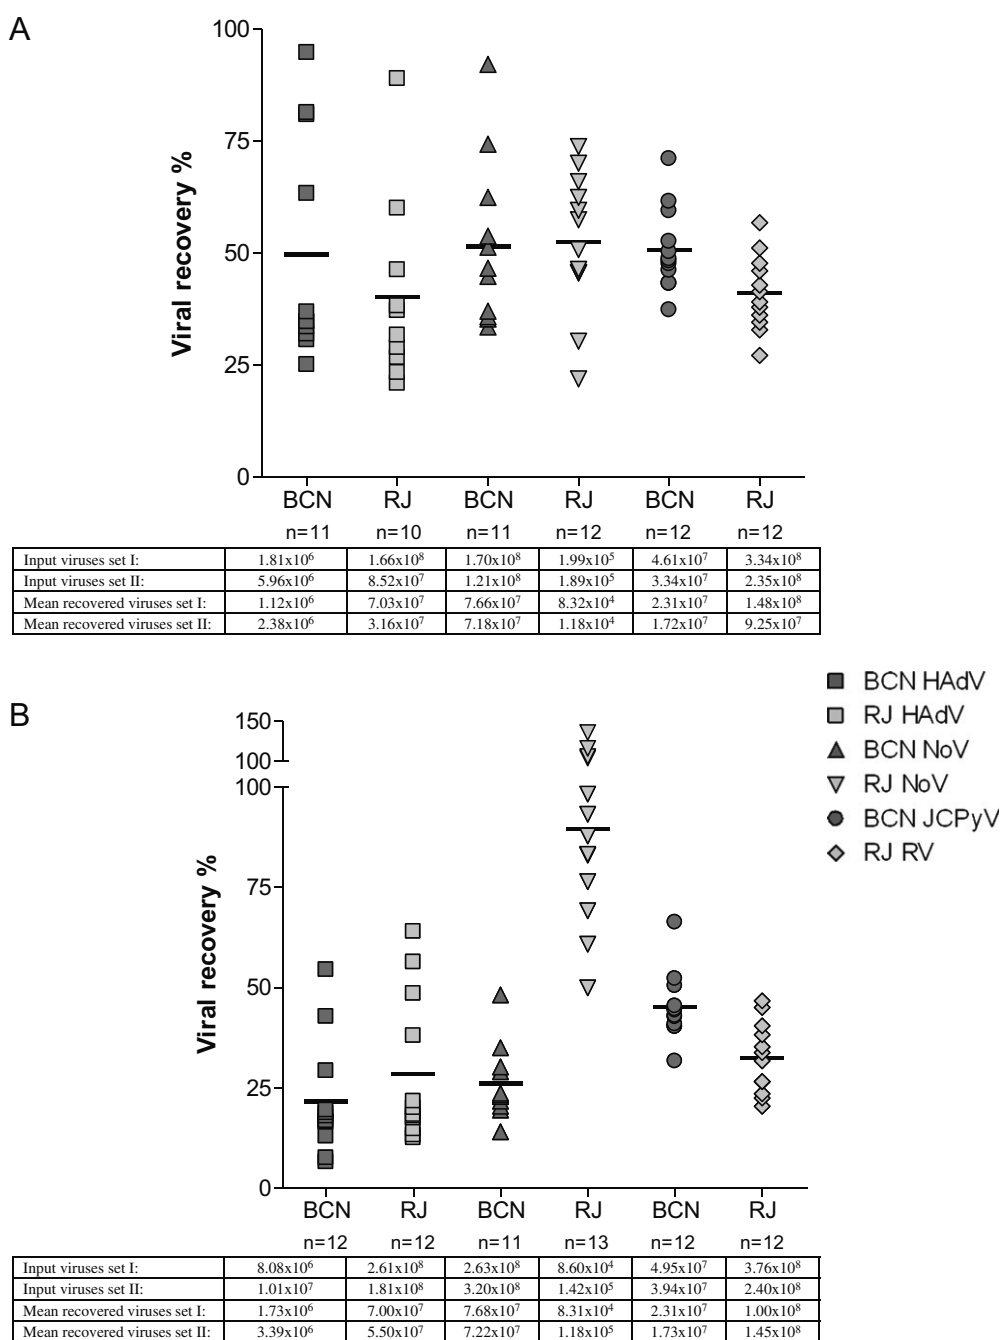 A
100
75
50
25
0
Viral recovery %
BCN RJ BCN RJ BCN RJ
n=11 n=10 n=11 n=12 n=12 n=12
Input viruses set I: 1.81x10⁶ 1.66x10⁸ 1.70x10⁸ 1.99x10⁵ 4.61x10⁷ 3.34x10⁸
Input viruses set II: 5.96x10⁶ 8.52x10⁷ 1.21x10⁸ 1.89x10⁵ 3.34x10⁷ 2.35x10⁸
Mean recovered viruses set I: 1.12x10⁶ 7.03x10⁷ 7.66x10⁷ 8.32x10⁴ 2.31x10⁷ 1.48x10⁸
Mean recovered viruses set II: 2.38x10⁶ 3.16x10⁷ 7.18x10⁷ 1.18x10⁴ 1.72x10⁷ 9.25x10⁷
BCN HAdV
RJ HAdV
BCN NoV
RJ NoV
BCN JCPyV
RJ RV
B
150
100
100
75
50
25
0
Viral recovery %
BCN RJ BCN RJ BCN RJ
n=12 n=12 n=11 n=13 n=12 n=12
Input viruses set I: 8.08x10⁶ 2.61x10⁸ 2.63x10⁸ 8.60x10⁴ 4.95x10⁷ 3.76x10⁸
Input viruses set II: 1.01x10⁷ 1.81x10⁸ 3.20x10⁸ 1.42x10⁵ 3.94x10⁷ 2.40x10⁸
Mean recovered viruses set I: 1.73x10⁶ 7.00x10⁷ 7.68x10⁷ 8.31x10⁴ 2.31x10⁷ 1.00x10⁸
Mean recovered viruses set II: 3.39x10⁶ 5.50x10⁷ 7.22x10⁷ 1.18x10⁵ 1.73x10⁷ 1.45x10⁸